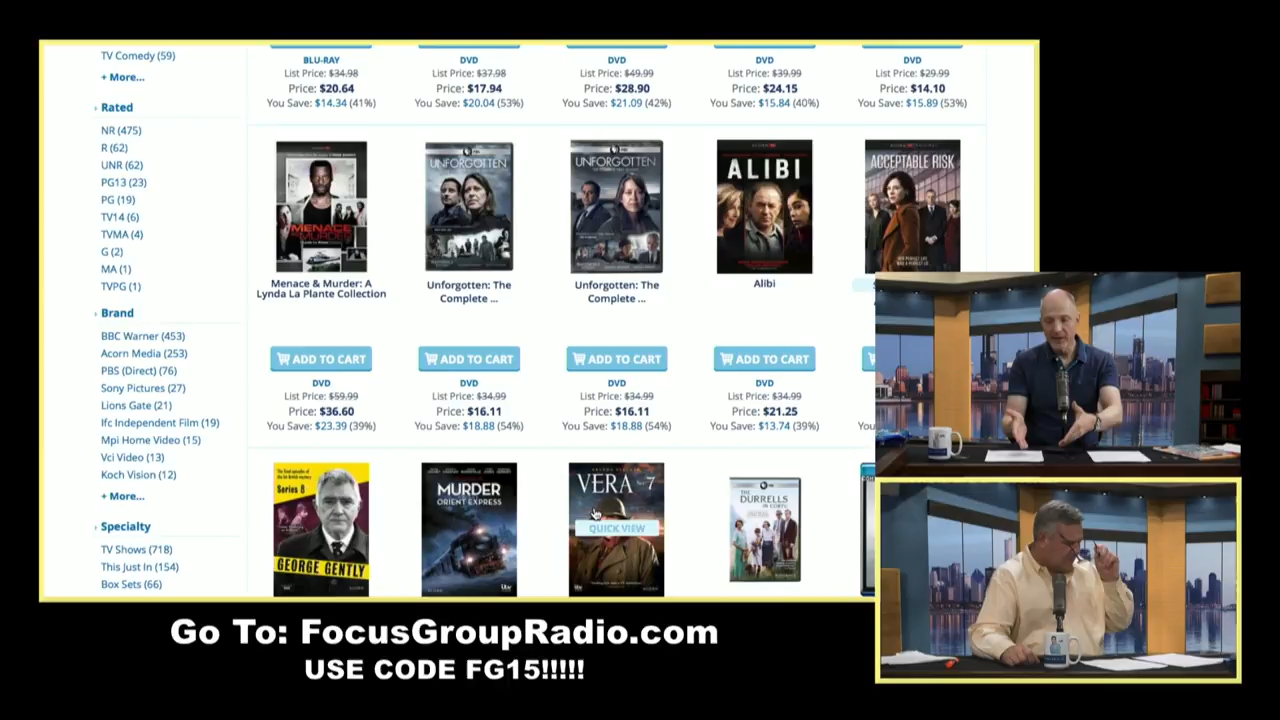 TV Comedy (59)
+ More...
Rated
NR (475)
R (62)
UNR (62)
PG13 (23)
PG (19)
TV14 (6)
TVMA (4)
G (2)
MA (1)
TVPG (1)
Brand
BBC Warner (453)
Acorn Media (253)
PBS (Direct) (76)
Sony Pictures (27)
Lions Gate (21)
Ifc Independent Film (19)
Mpi Home Video (15)
Vci Video (13)
Koch Vision (12)
+ More...
Specialty
TV Shows (718)
This Just In (154)
Box Sets (66)
BLU-RAY
List Price: $34.98
Price: $20.64
You Save: $14.34 (41%)
DVD
List Price: $37.98
Price: $17.94
You Save: $20.04 (53%)
DVD
List Price: $49.99
Price: $28.90
You Save: $21.09 (42%)
DVD
List Price: $39.99
Price: $24.15
You Save: $15.84 (40%)
DVD
List Price: $29.99
Price: $14.10
You Save: $15.89 (53%)
MENACE
MURDER
Menace & Murder: A
Lynda La Plante Collection
ADD TO CART
DVD
List Price: $59.99
Price: $36.60
You Save: $23.39 (39%)
UNFORGOTTEN
Unforgotten: The
Complete ...
ADD TO CART
DVD
List Price: $34.99
Price: $16.11
You Save: $18.88 (54%)
UNFORGOTTEN
Unforgotten: The
Complete ...
ADD TO CART
DVD
List Price: $34.99
Price: $16.11
You Save: $18.88 (54%)
ALIBI
Alibi
ADD TO CART
DVD
List Price: $34.99
Price: $21.25
You Save: $13.74 (39%)
ACCEPTABLE RISK
You
Series 8
GEORGE GENTLY
MURDER
ORIENT EXPRESS
itv
VERA
7
QUICK VIEW
itv
THE
DURRELLS
IN CORFU
Go To: FocusGroupRadio.com
USE CODE FG15!!!!!